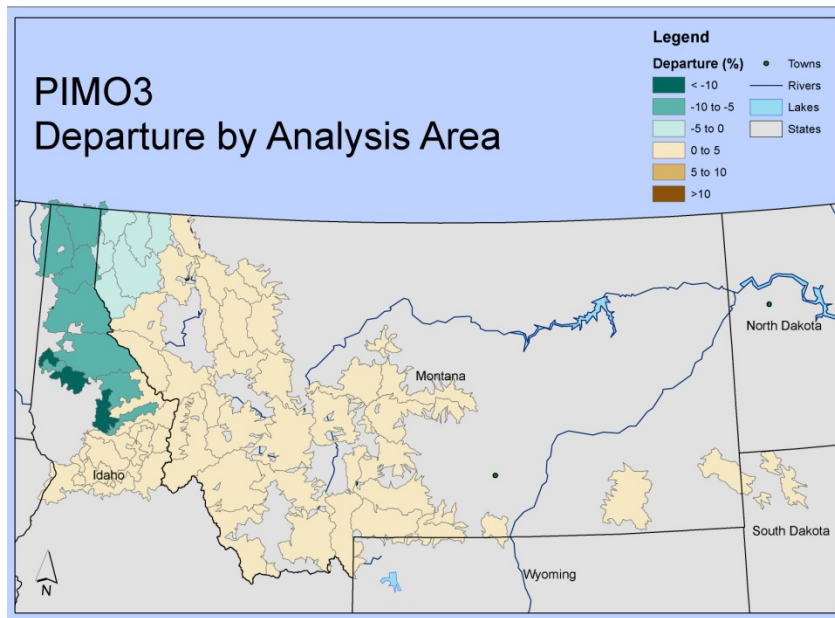 PIMO3
Departure by Analysis Area
Legend
Departure (%)
< -10
-10 to -5
-5 to 0
0 to 5
5 to 10
>10
Towns
Rivers
Lakes
States
North Dakota
Montana
Idaho
South Dakota
Wyoming
N